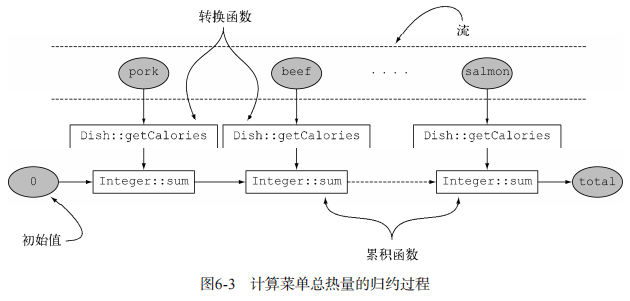 转换函数
流
pork
beef
....
salmon
Dish::getCalories
Dish::getCalories
Dish::getCalories
0
Integer::sum
Integer::sum
Integer::sum
total
初始值
累积函数
图6-3 计算菜单总热量的归约过程